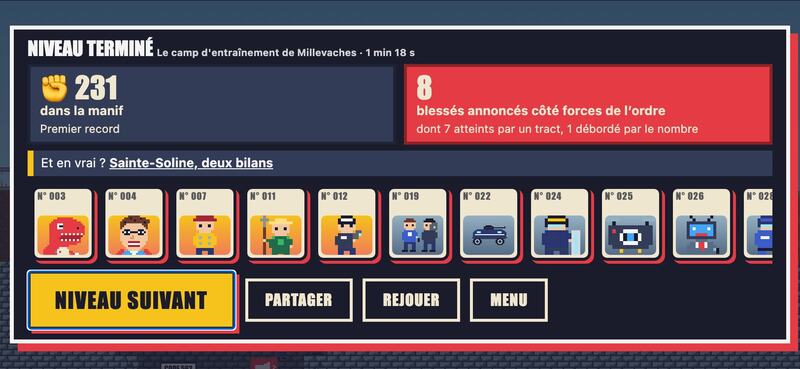 NIVEAU TERMINÉ Le camp d'entraînement de Millevaches · 1 min 18 s
231
dans la manif
Premier record
8
blessés annoncés côté forces de l'ordre
dont 7 atteints par un tract, 1 débordé par le nombre
Et en vrai ? Sainte-Soline, deux bilans
N° 003
N° 004
N° 007
N° 011
N° 012
N° 019
N° 022
N° 024
N° 025
N° 026
N° 028
NIVEAU SUIVANT
PARTAGER
REJOUER
MENU